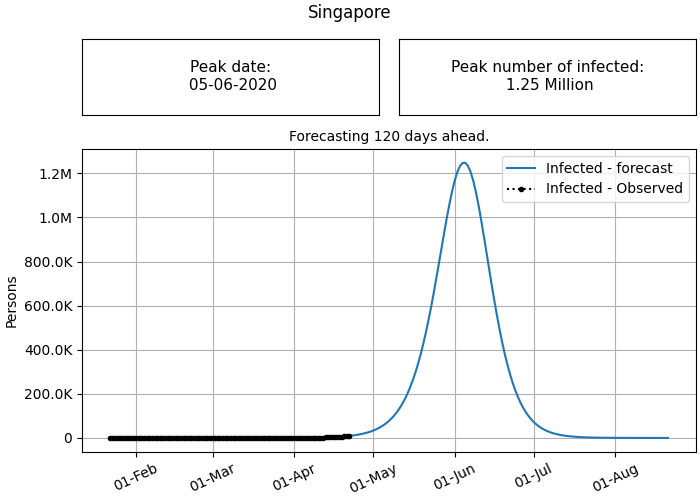 Singapore
Peak date:
05-06-2020
Peak number of infected:
1.25 Million
Forecasting 120 days ahead.
Infected - forecast
Infected - Observed
Persons
1.2M
1.0M
800.0K
600.0K
400.0K
200.0K
0
01-Feb
01-Mar
01-Apr
01-May
01-Jun
01-Jul
01-Aug